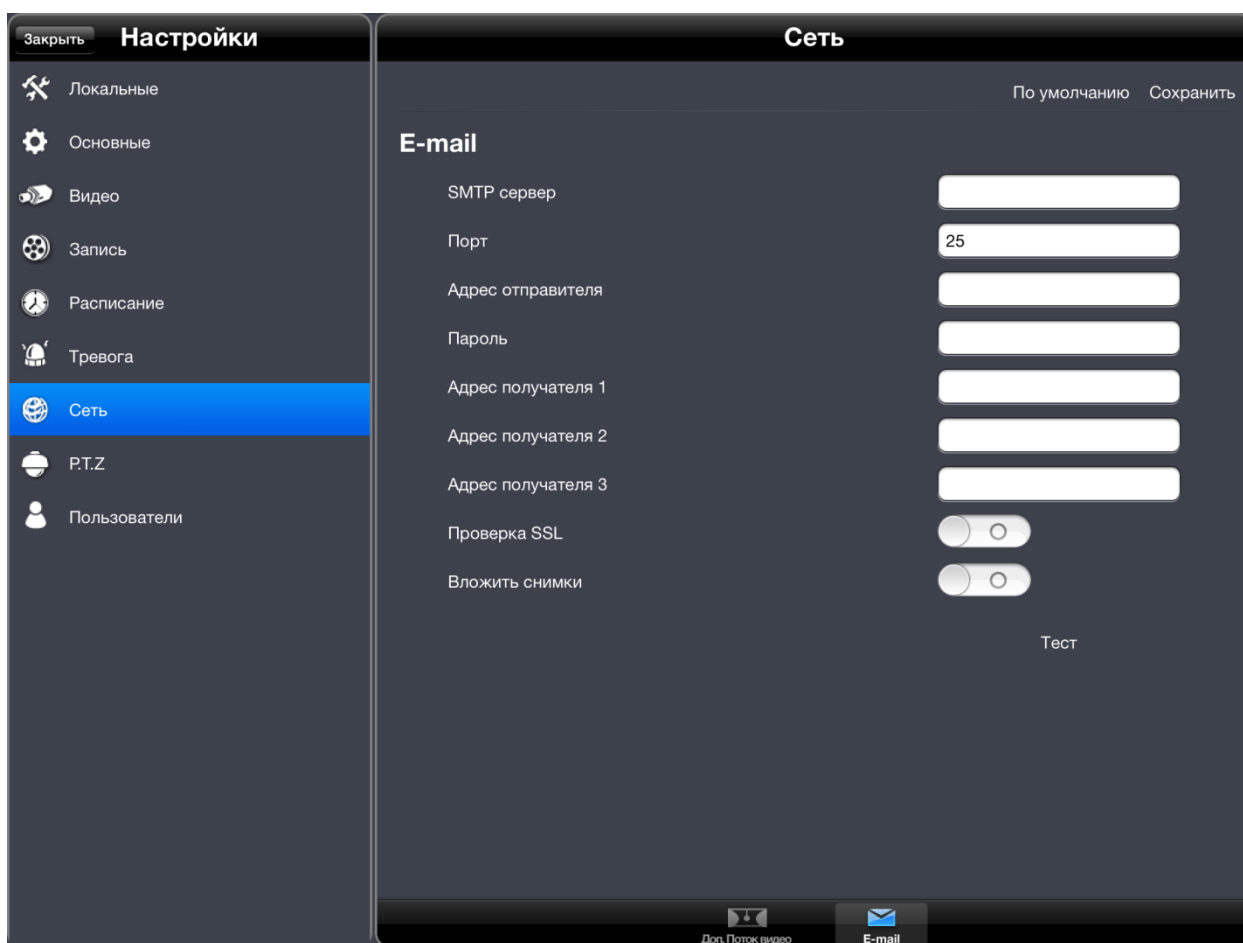 Закрыть Настройки
Локальные
Основные
Видео
Запись
Расписание
Тревога
Сеть
P.T.Z
Пользователи
Сеть
По умолчанию Сохранить
E-mail
SMTP сервер
Порт 25
Адрес отправителя
Пароль
Адрес получателя 1
Адрес получателя 2
Адрес получателя 3
Проверка SSL
Вложить снимки
Тест
Доп. Поток видео E-mail